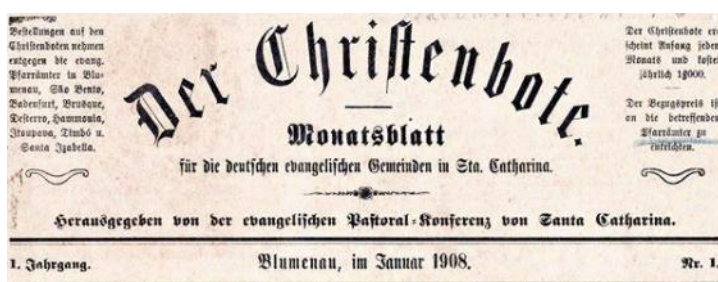 Bestellungen auf den
Christenboten nehmen
entgegen die evang.
Pfarrämter in Blu-
menau, São Bento,
Badenfurt, Brusque,
Desterro, Hammonia,
Itoupava, Timbó u.
Santa Izabella.
Der Christenbote.
Monatsblatt
für die deutschen evangelischen Gemeinden in Sta. Catharina.
Herausgegeben von der evangelischen Pastoral-Konferenz von Santa Catharina.
Der Christenbote er
scheint Anfang jeden
Monats und kostet
jährlich 1$000.
Der Bezugspreis ist
an die betreffenden
Pfarrämter zu
entrichten.
1. Jahrgang.
Blumenau, im Januar 1908.
Nr. 1.